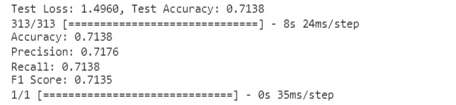 Test Loss: 1.4960, Test Accuracy: 0.7138
313/313 [==============================] - 8s 24ms/step
Accuracy: 0.7138
Precision: 0.7176
Recall: 0.7138
F1 Score: 0.7135
1/1 [==============================] - 0s 35ms/step